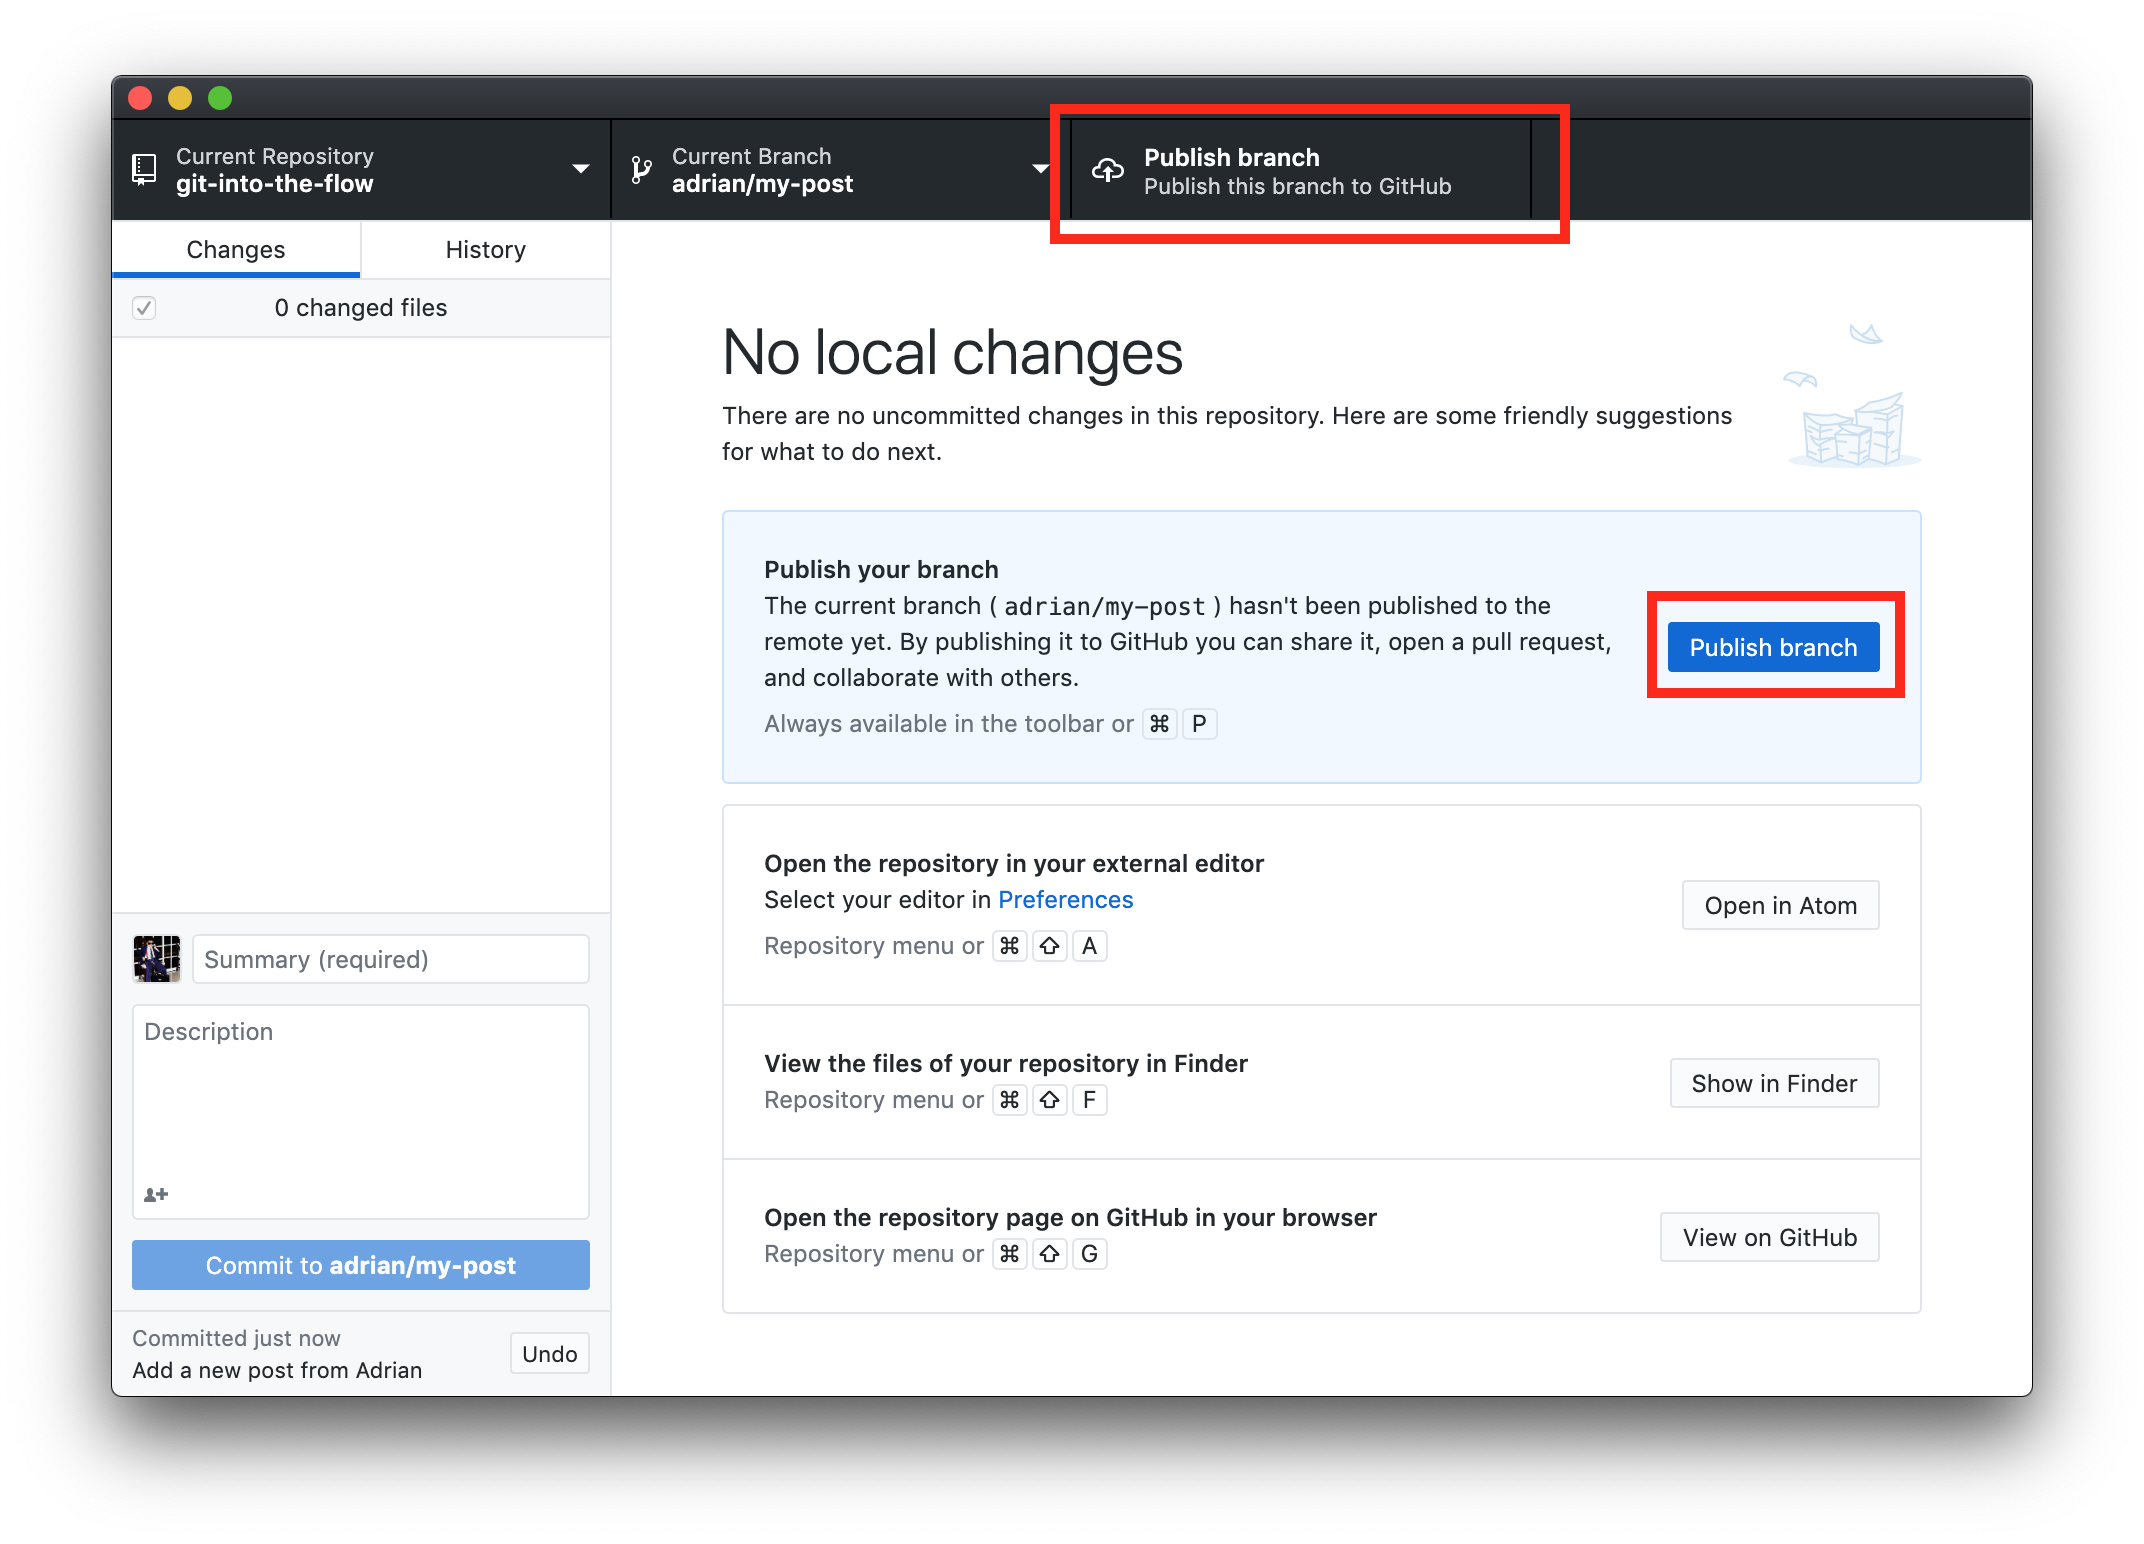 Current Repository
git-into-the-flow
Current Branch
adrian/my-post
Publish branch
Publish this branch to GitHub
Changes
History
0 changed files
No local changes
There are no uncommitted changes in this repository. Here are some friendly suggestions
for what to do next.
Publish your branch
The current branch ( adrian/my-post ) hasn't been published to the
remote yet. By publishing it to GitHub you can share it, open a pull request,
and collaborate with others.
Always available in the toolbar or ⌘ P
Publish branch
Open the repository in your external editor
Select your editor in Preferences
Repository menu or ⌘ ⇧ A
Open in Atom
View the files of your repository in Finder
Repository menu or ⌘ ⇧ F
Show in Finder
Open the repository page on GitHub in your browser
Repository menu or ⌘ ⇧ G
View on GitHub
Summary (required)
Description
Commit to adrian/my-post
Committed just now
Add a new post from Adrian
Undo